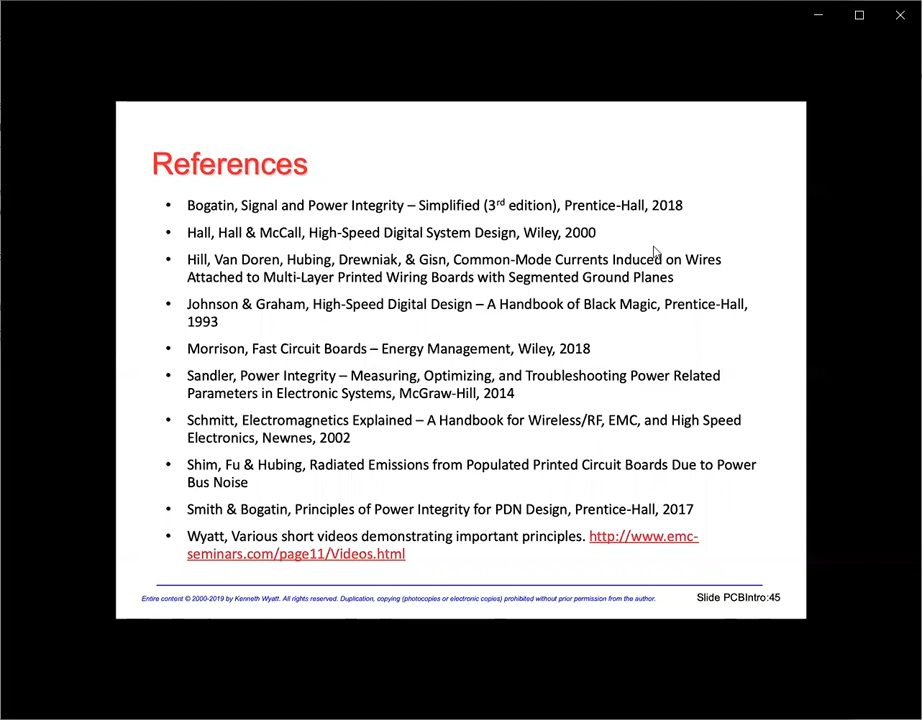 References
• Bogatin, Signal and Power Integrity – Simplified (3rd edition), Prentice-Hall, 2018
• Hall, Hall & McCall, High-Speed Digital System Design, Wiley, 2000
• Hill, Van Doren, Hubing, Drewniak, & Gisn, Common-Mode Currents Induced on Wires
Attached to Multi-Layer Printed Wiring Boards with Segmented Ground Planes
• Johnson & Graham, High-Speed Digital Design – A Handbook of Black Magic, Prentice-Hall,
1993
• Morrison, Fast Circuit Boards – Energy Management, Wiley, 2018
• Sandler, Power Integrity – Measuring, Optimizing, and Troubleshooting Power Related
Parameters in Electronic Systems, McGraw-Hill, 2014
• Schmitt, Electromagnetics Explained – A Handbook for Wireless/RF, EMC, and High Speed
Electronics, Newnes, 2002
• Shim, Fu & Hubing, Radiated Emissions from Populated Printed Circuit Boards Due to Power
Bus Noise
• Smith & Bogatin, Principles of Power Integrity for PDN Design, Prentice-Hall, 2017
• Wyatt, Various short videos demonstrating important principles. http://www.emc-
seminars.com/page11/Videos.html
Entire content © 2000-2019 by Kenneth Wyatt. All rights reserved. Duplication, copying (photocopies or electronic copies) prohibited without prior permission from the author.
Slide PCBIntro:45